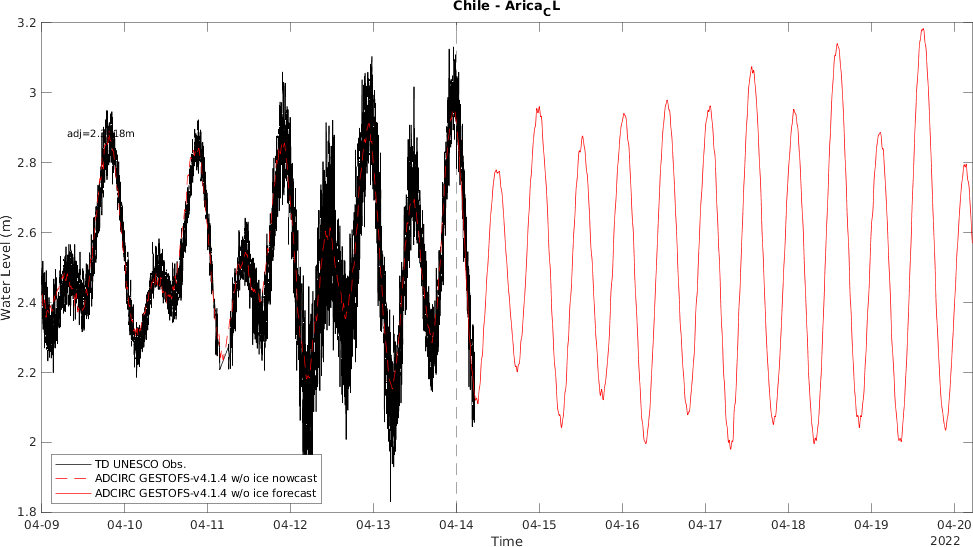 Chile - Arica_CL
3.2
3
2.8
2.6
2.4
2.2
2
1.8
Water Level (m)
TD UNESCO Obs.
ADCIRC GESTOFS-v4.1.4 w/o ice nowcast
ADCIRC GESTOFS-v4.1.4 w/o ice forecast
04-09 04-10 04-11 04-12 04-13 04-14 04-15 04-16 04-17 04-18 04-19 04-20
Time
2022